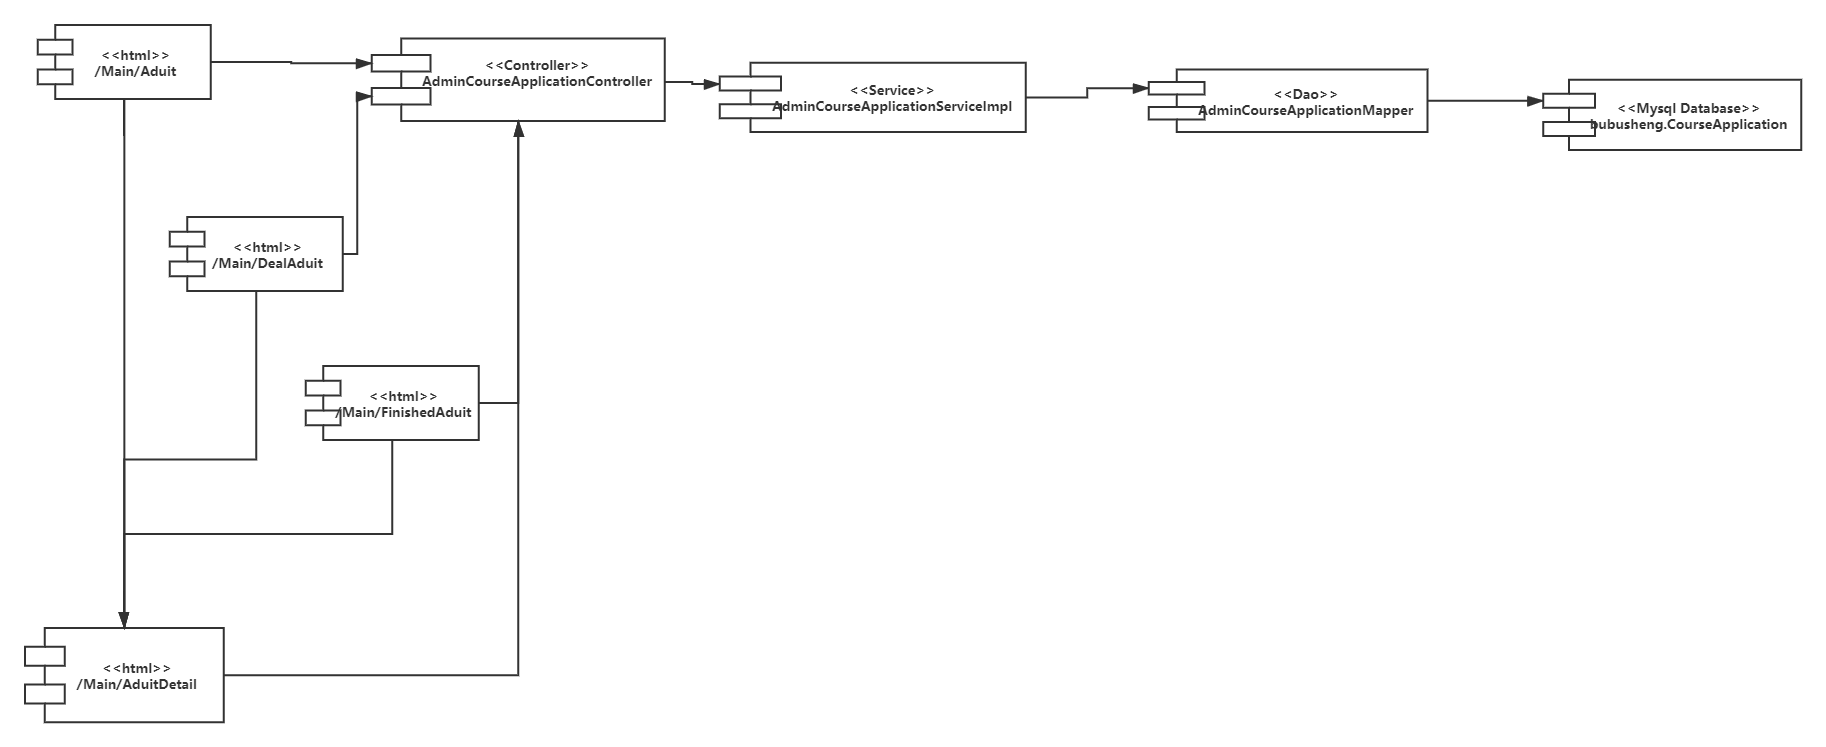 <<html>>
/Main/Aduit
<<Controller>>
AdminCourseApplicationController
<<Service>>
AdminCourseApplicationServiceImpl
<<Dao>>
AdminCourseApplicationMapper
<<Mysql Database>>
bubusheng.CourseApplication
<<html>>
/Main/DealAduit
<<html>>
/Main/FinishedAduit
<<html>>
/Main/AduitDetail